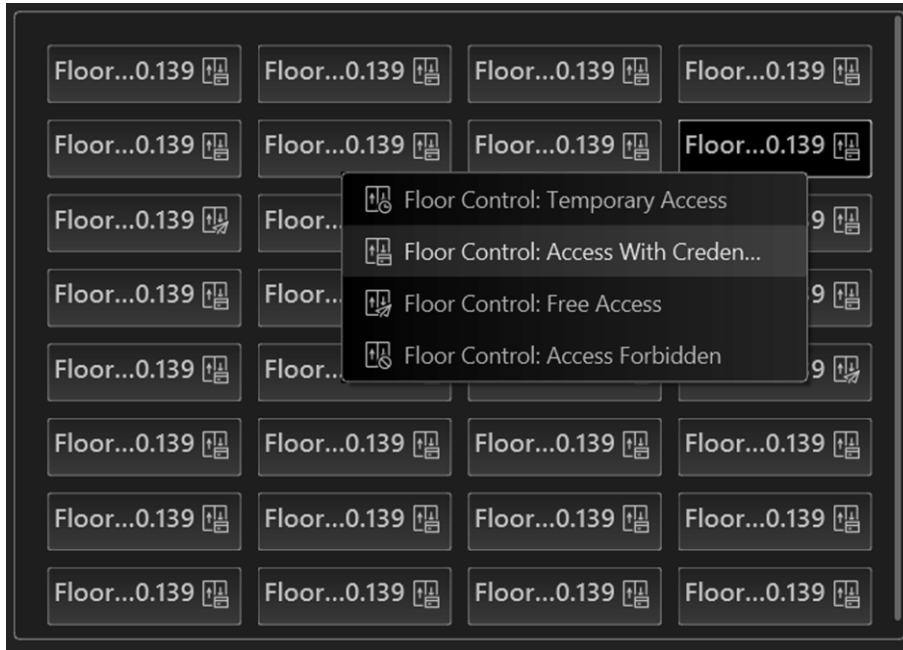 Floor...0.139 Floor...0.139 Floor...0.139 Floor...0.139
Floor...0.139 Floor...0.139 Floor...0.139 Floor...0.139
Floor Control: Temporary Access
Floor...0.139 Floor... 9
Floor Control: Access With Creden...
Floor...0.139 Floor... 9
Floor Control: Free Access
Floor Control: Access Forbidden
Floor...0.139 Floor... 9
Floor...0.139 Floor...0.139 Floor...0.139 Floor...0.139
Floor...0.139 Floor...0.139 Floor...0.139 Floor...0.139
Floor...0.139 Floor...0.139 Floor...0.139 Floor...0.139